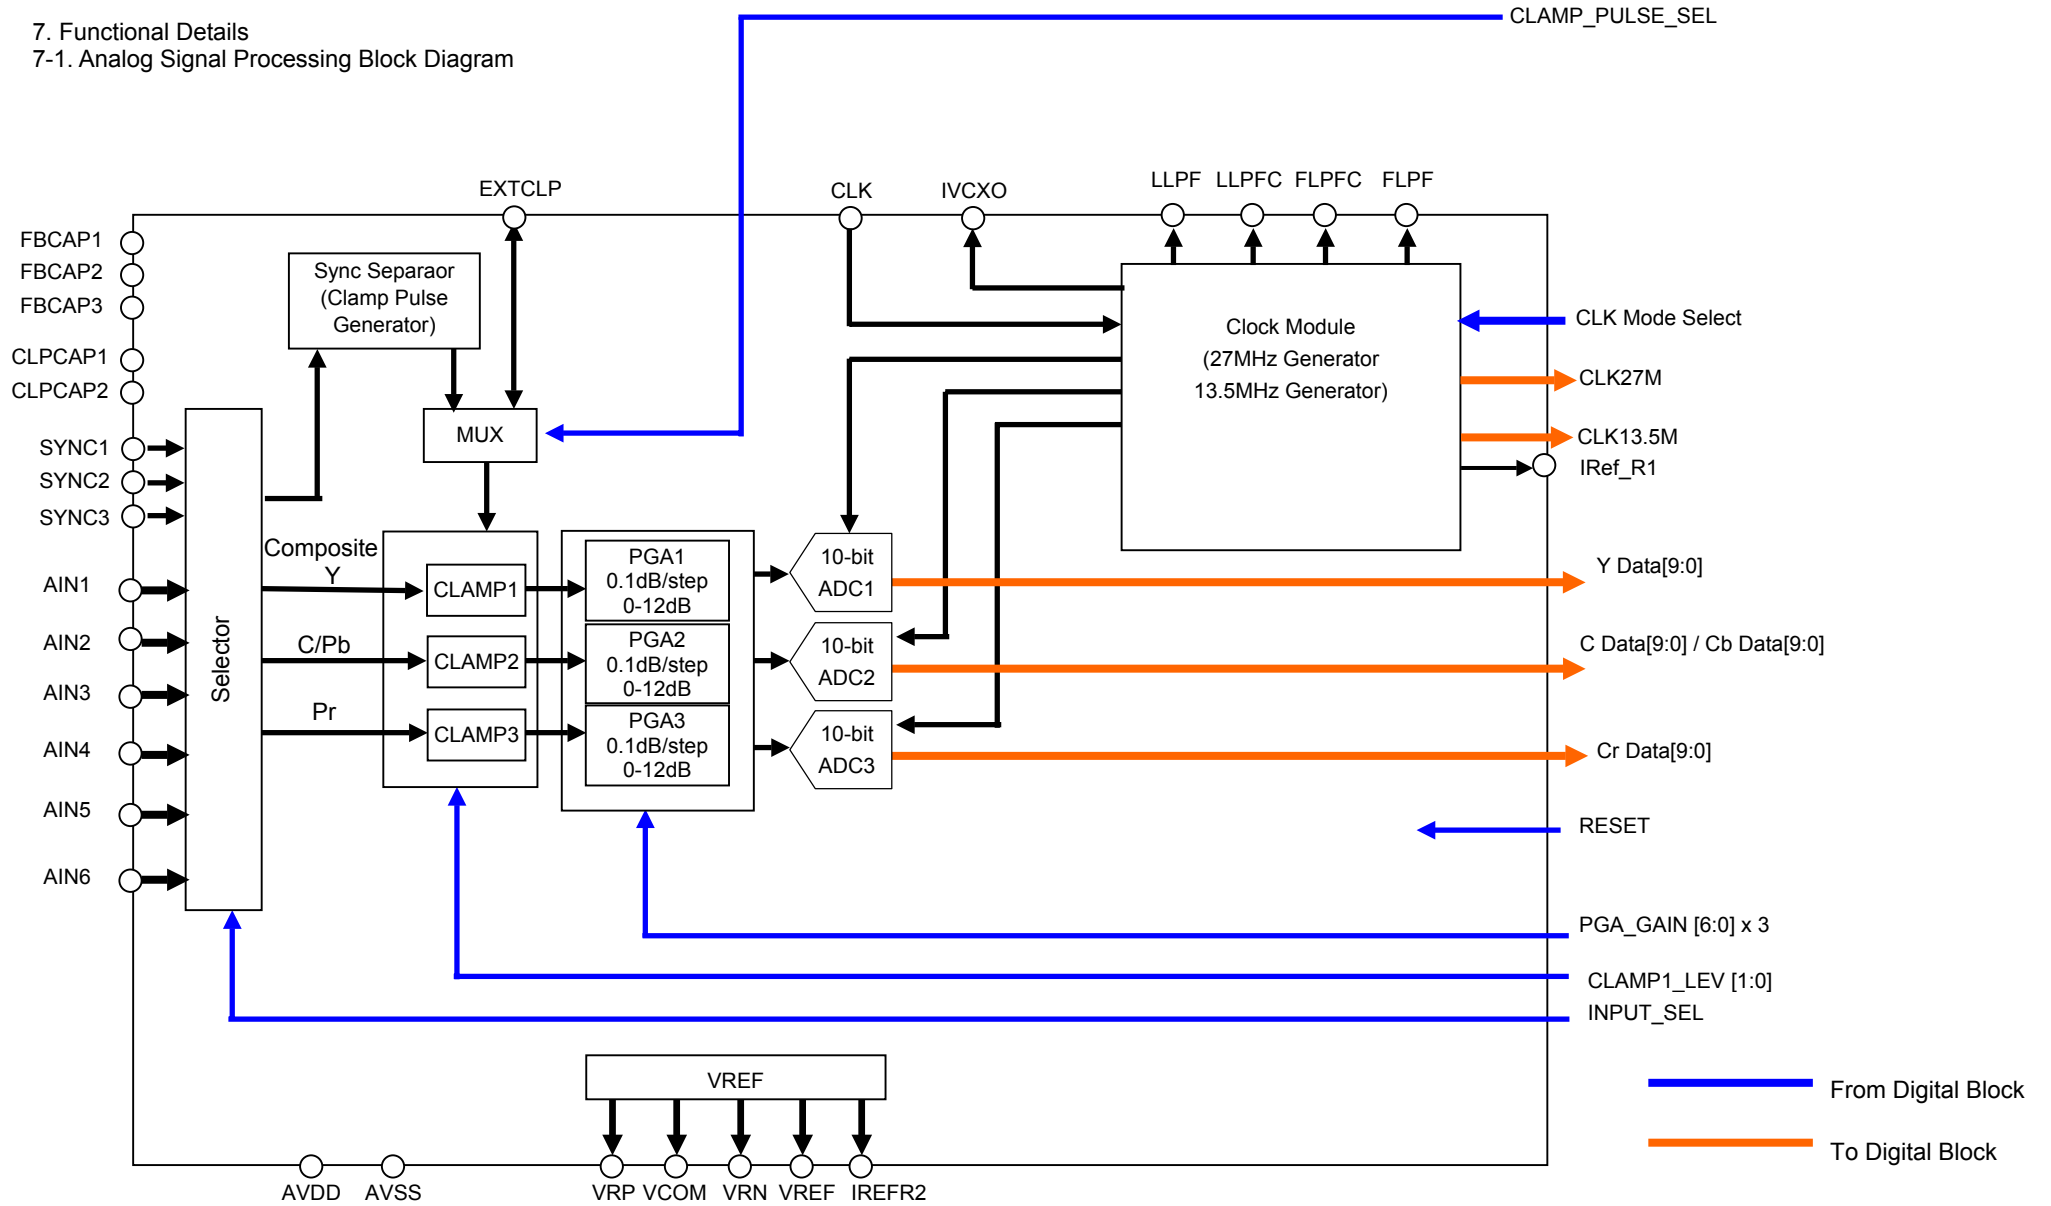 7. Functional Details
7-1. Analog Signal Processing Block Diagram
CLAMP_PULSE_SEL
EXTCLP
CLK
IVCXO
LLPF
LLPFC
FLPFC
FLPF
FBCAP1
FBCAP2
FBCAP3
CLPCAP1
CLPCAP2
SYNC1
SYNC2
SYNC3
AIN1
AIN2
AIN3
AIN4
AIN5
AIN6
Selector
Sync Separaor
(Clamp Pulse
Generator)
MUX
Composite
Y
C/Pb
Pr
CLAMP1
CLAMP2
CLAMP3
PGA1
0.1dB/step
0-12dB
PGA2
0.1dB/step
0-12dB
PGA3
0.1dB/step
0-12dB
10-bit
ADC1
10-bit
ADC2
10-bit
ADC3
Clock Module
(27MHz Generator
13.5MHz Generator)
CLK Mode Select
CLK27M
CLK13.5M
IRef_R1
Y Data[9:0]
C Data[9:0] / Cb Data[9:0]
Cr Data[9:0]
RESET
PGA_GAIN [6:0] x 3
CLAMP1_LEV [1:0]
INPUT_SEL
VREF
From Digital Block
To Digital Block
AVDD
AVSS
VRP
VCOM
VRN
VREF
IREFR2